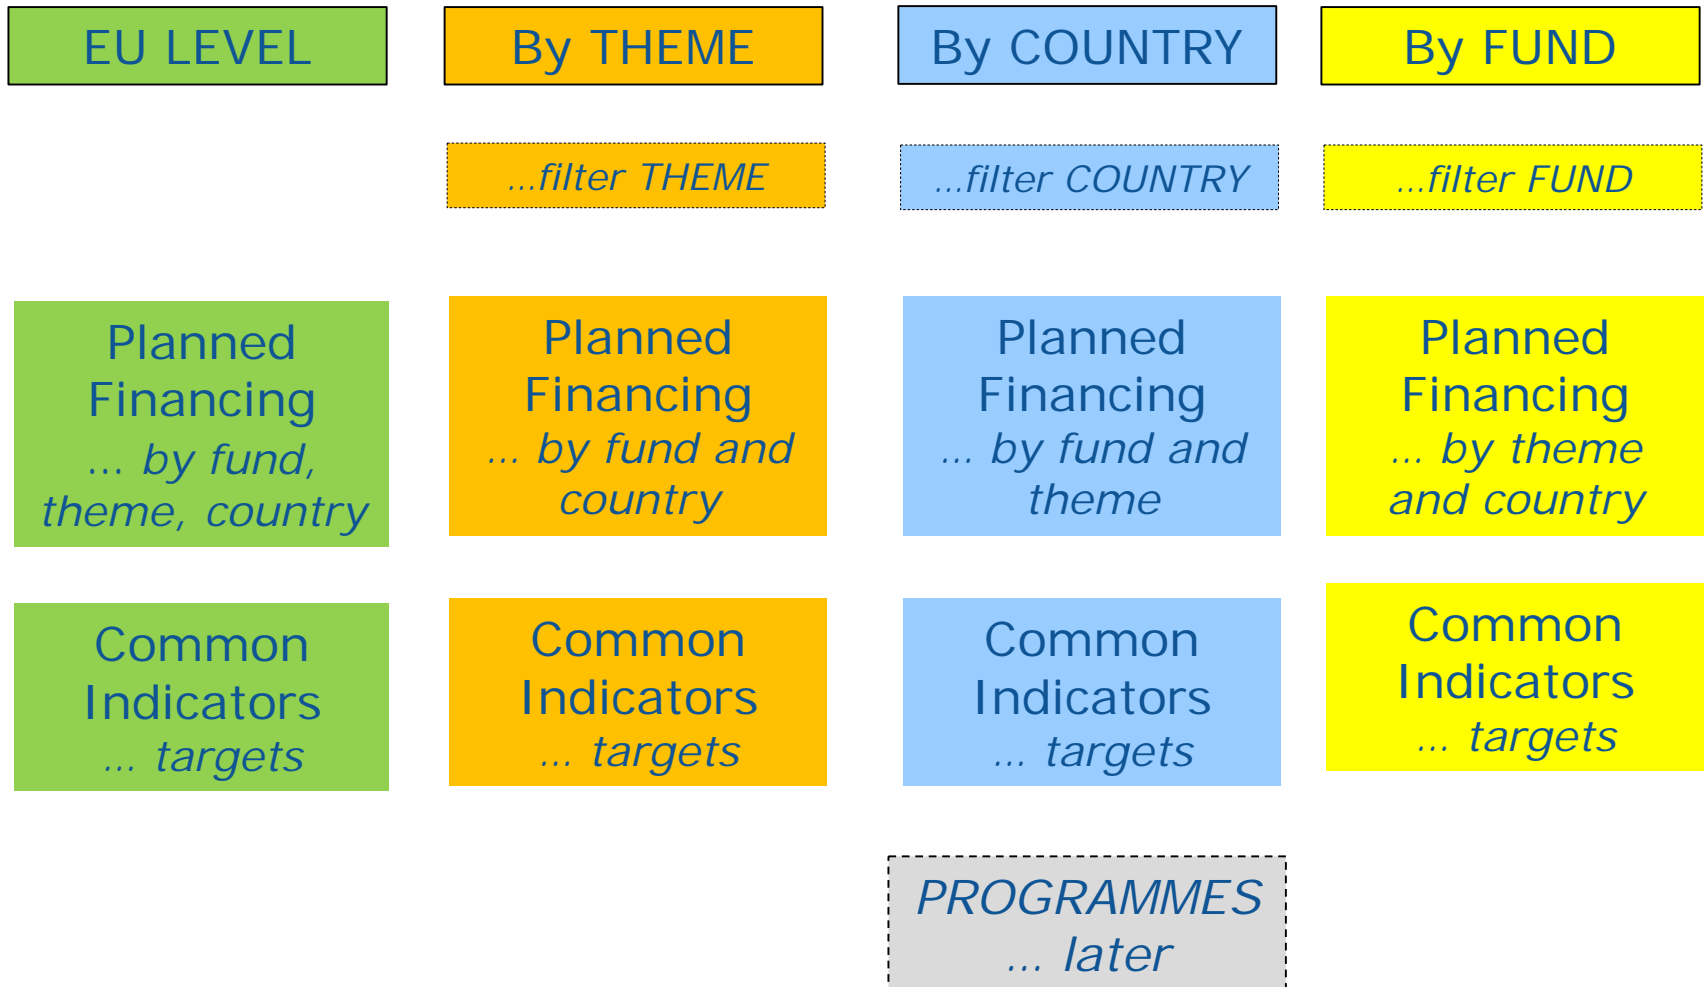 EU LEVEL
By THEME
By COUNTRY
By FUND
...filter THEME
...filter COUNTRY
...filter FUND
Planned
Financing
... by fund,
theme, country
Planned
Financing
... by fund and
country
Planned
Financing
... by fund and
theme
Planned
Financing
... by theme
and country
Common
Indicators
... targets
Common
Indicators
... targets
Common
Indicators
... targets
Common
Indicators
... targets
PROGRAMMES
... later